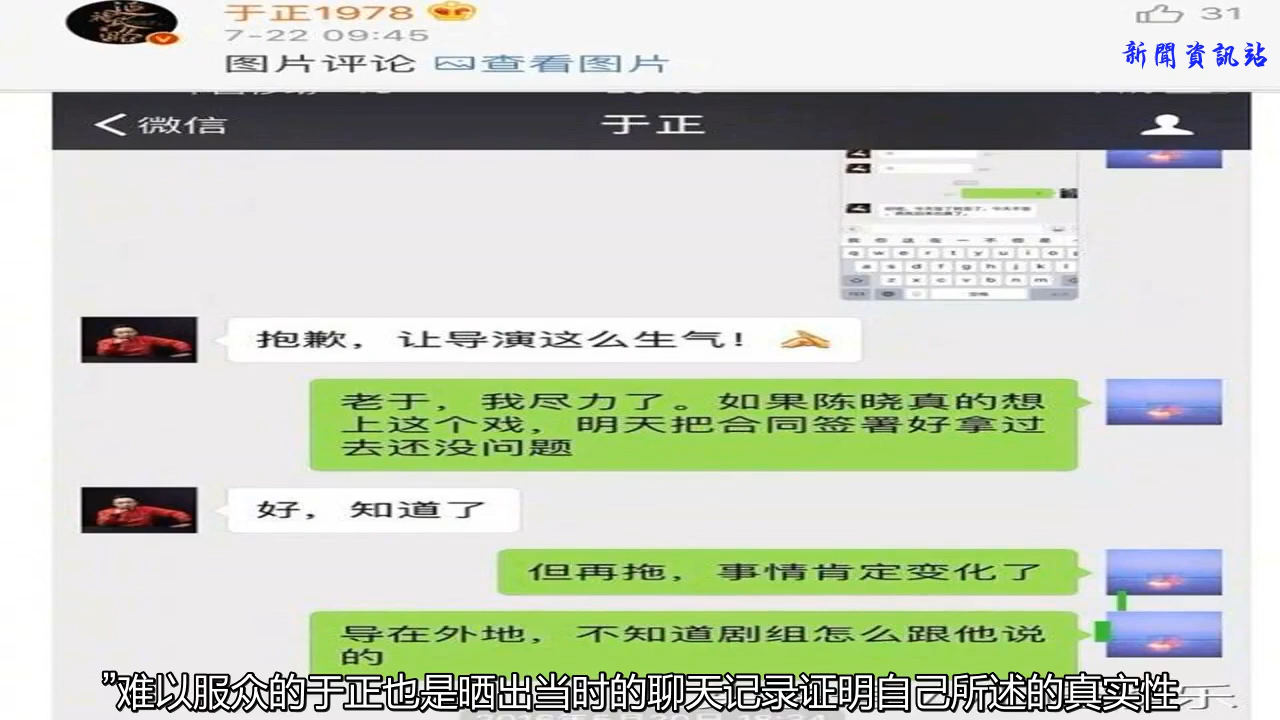 于正1978
31
7-22 09:45
新聞資訊站
图片评论 查看图片
微信
于正
q w e r t y u i o p
a s d f g h j k l
z x c v b n m
抱歉，让导演这么生气！
老于，我尽力了。如果陈晓真的想
上这个戏，明天把合同签署好拿过
去还没问题
好，知道了
但再拖，事情肯定变化了
导在外地，不知道剧组怎么跟他说
的
”难以服众的于正也是晒出当时的聊天记录证明自己所述的真实性
乐